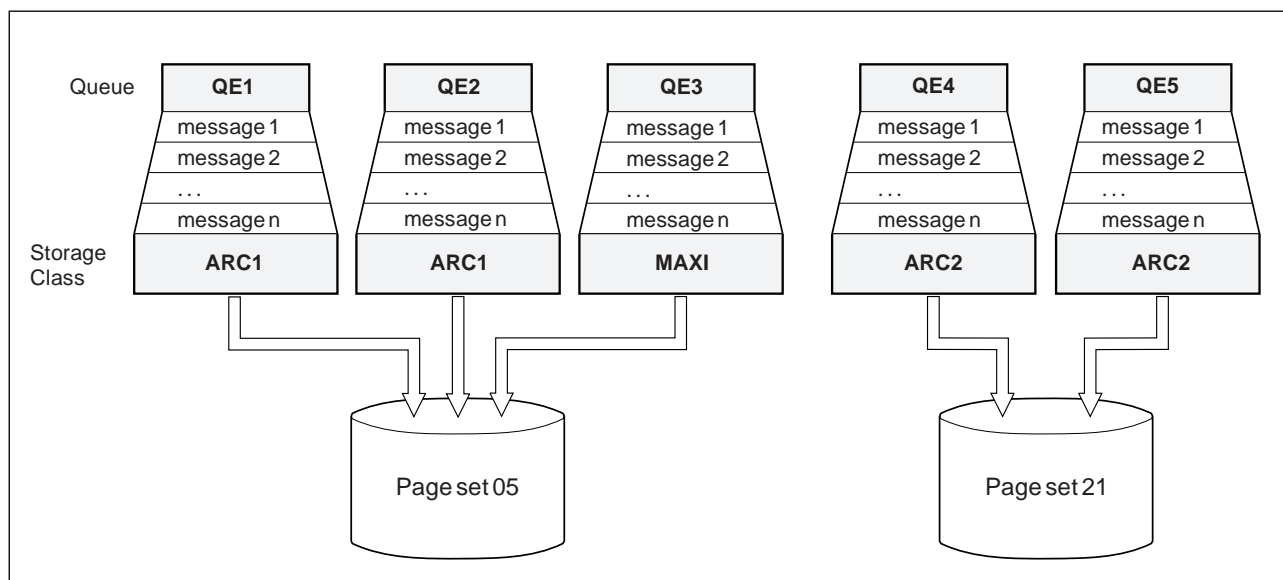 Queue QE1 QE2 QE3 QE4 QE5
message 1 message 1 message 1 message 1 message 1
message 2 message 2 message 2 message 2 message 2
... ... ... ... ...
message n message n message n message n message n
Storage
Class
ARC1 ARC1 MAXI ARC2 ARC2
Page set 05 Page set 21